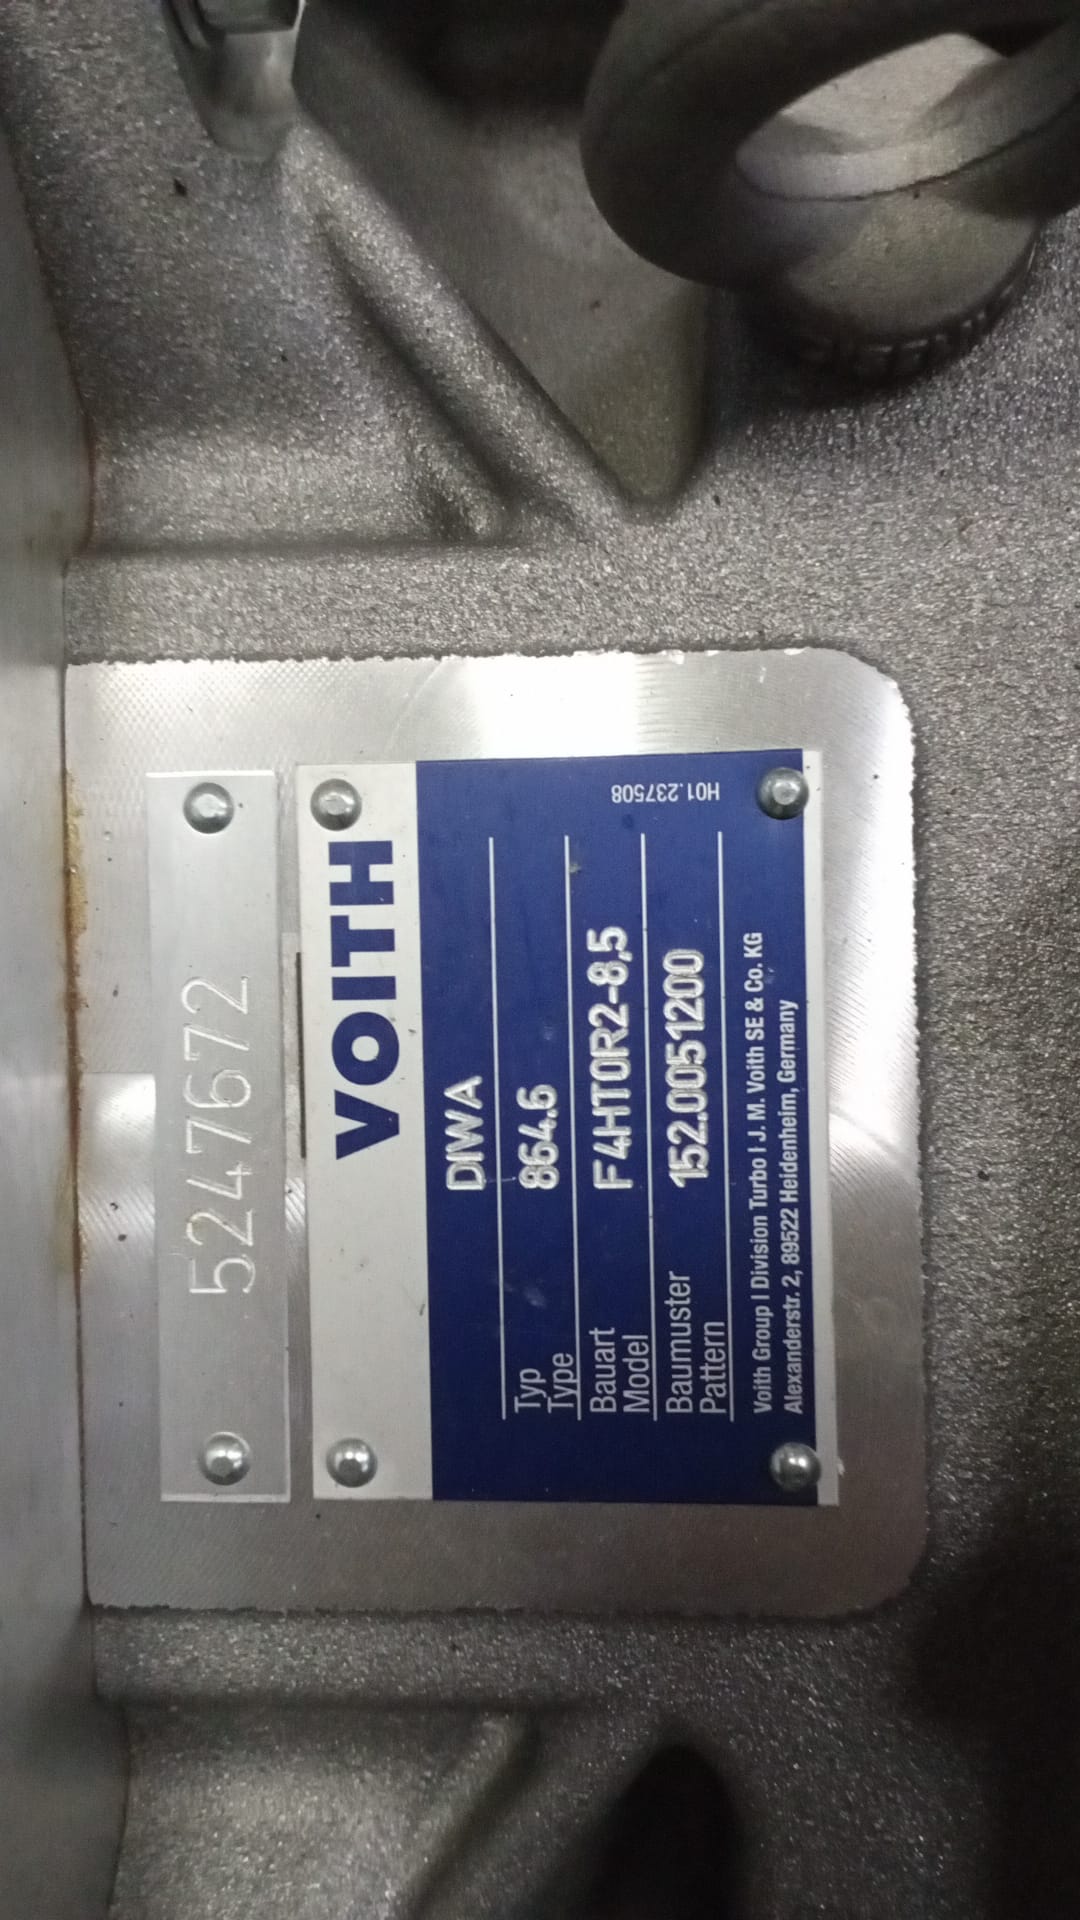 5247672
VOITH
DIWA
Typ
Type 864.6
Bauart
Model F4HT0R2-8,5
Baumuster
Pattern 152.0051200
Voith Group I Division Turbo I J. M. Voith SE & Co. KG
Alexanderstr. 2, 89522 Heidenheim, Germany
H01.237508